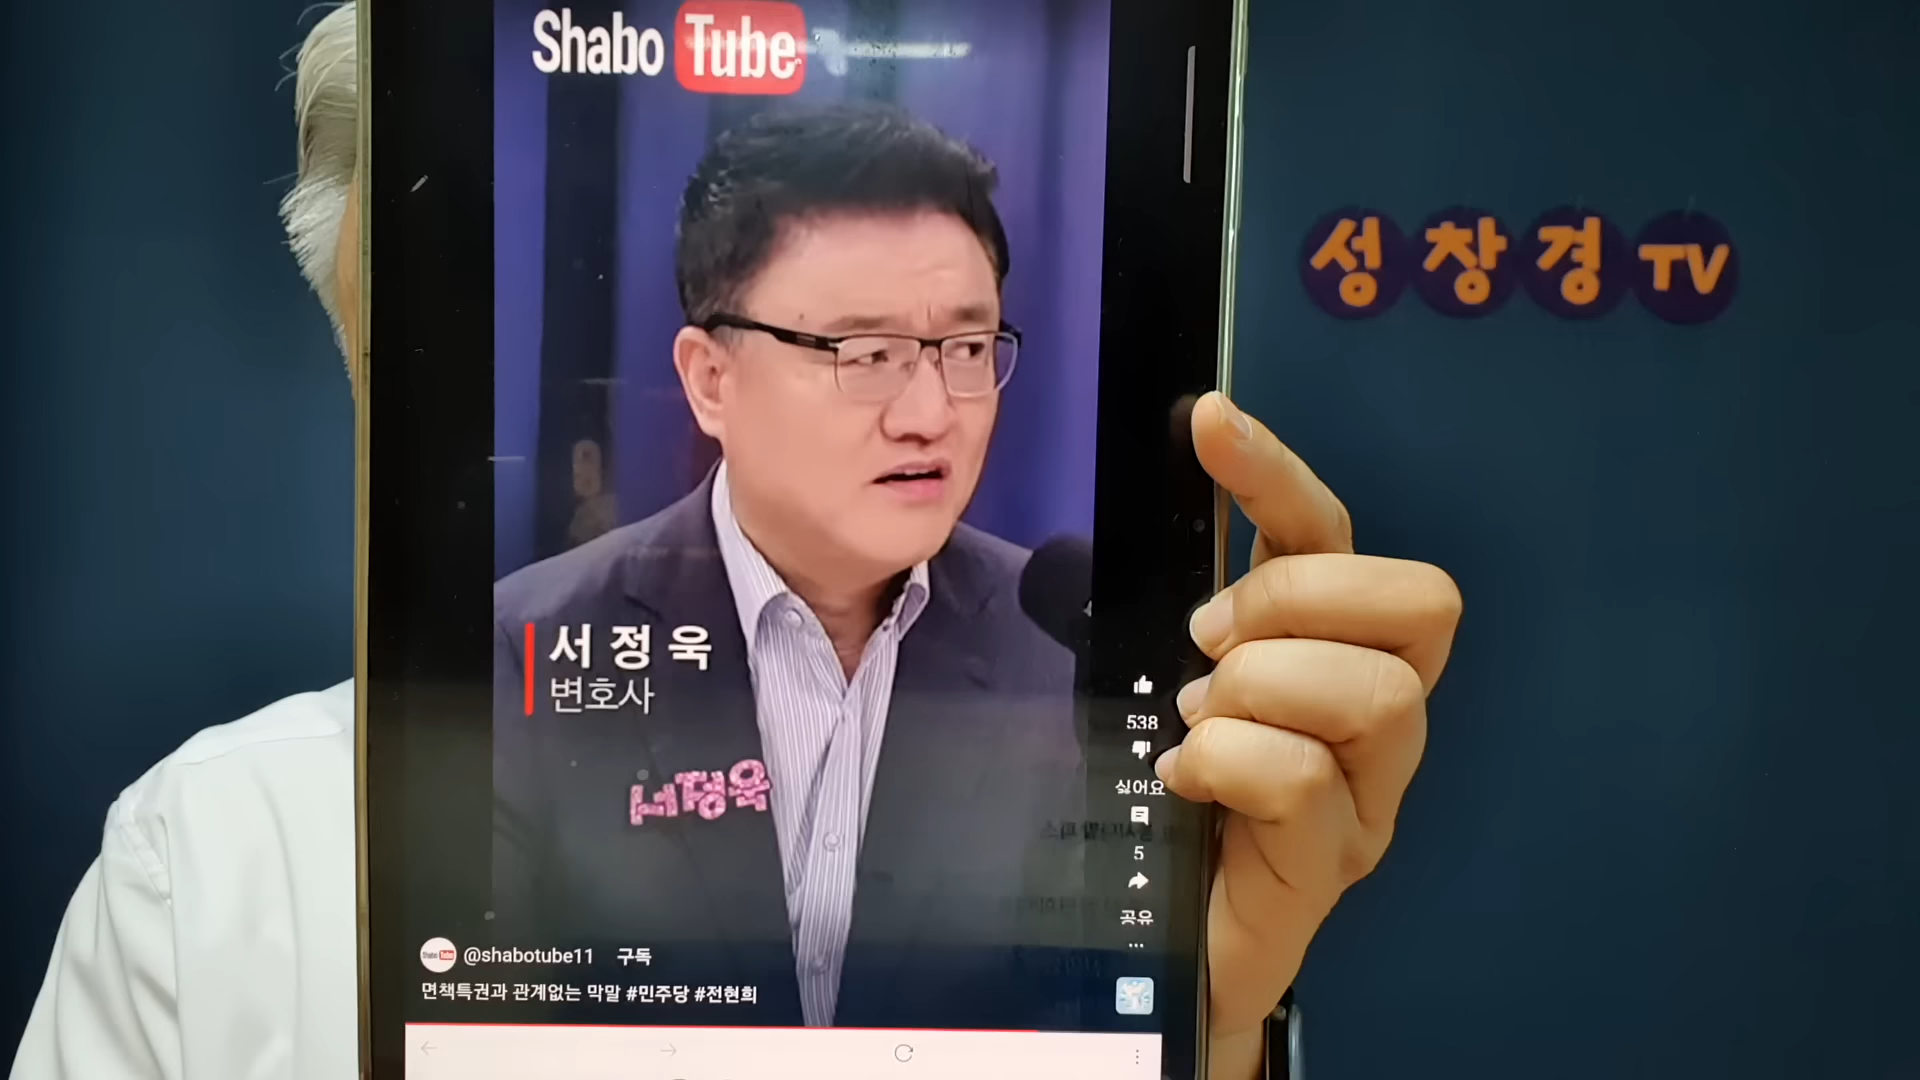 Shabo Tube
성창경TV
서정욱
변호사
서정욱
538
싫어요
5
공유
@shabotube11 구독
면책특권과 관계없는 막말 #민주당 #전현희